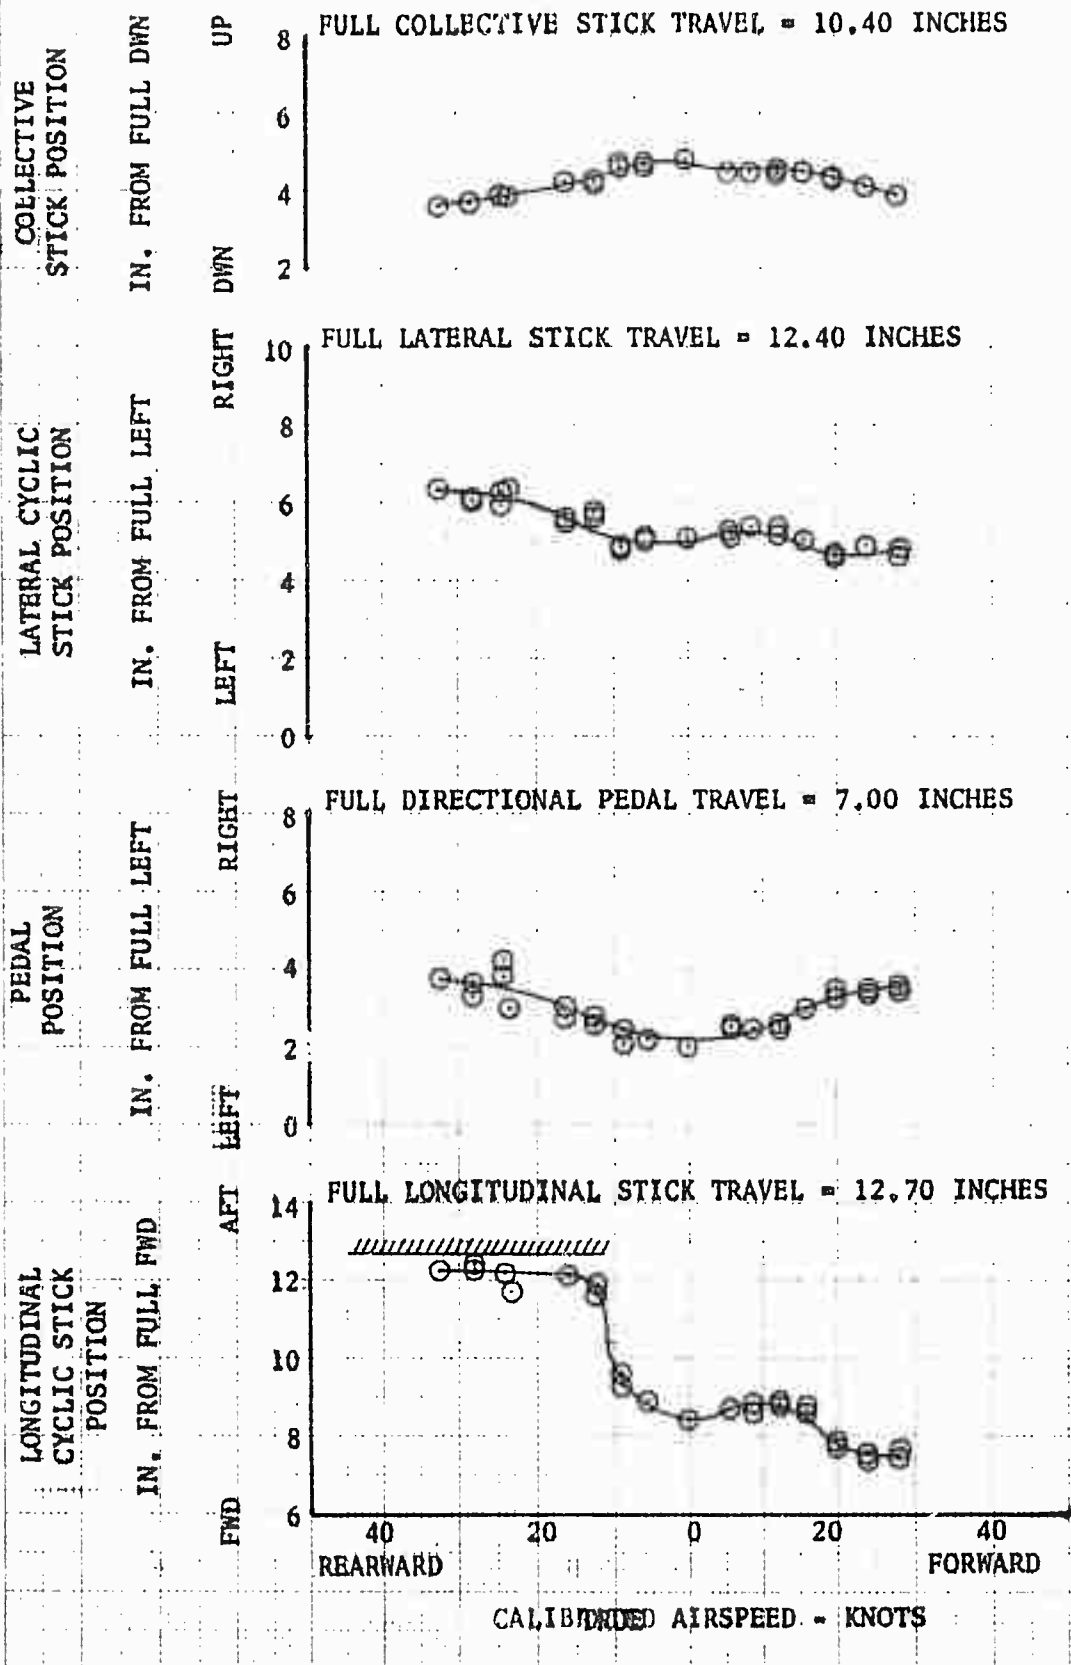 FULL COLLECTIVE STICK TRAVEL = 10.40 INCHES
COLLECTIVE
STICK POSITION
IN. FROM FULL DWN
DWN UP
8
6
4
2
FULL LATERAL STICK TRAVEL = 12.40 INCHES
LATERAL CYCLIC
STICK POSITION
IN. FROM FULL LEFT
LEFT RIGHT
10
8
6
4
2
0
FULL DIRECTIONAL PEDAL TRAVEL = 7.00 INCHES
PEDAL
POSITION
IN. FROM FULL LEFT
LEFT RIGHT
8
6
4
2
0
FULL LONGITUDINAL STICK TRAVEL = 12.70 INCHES
LONGITUDINAL
CYCLIC STICK
POSITION
IN. FROM FULL FWD
FWD AFT
14
12
10
8
6
40 20 0 20 40
REARWARD FORWARD
AIRSPEED - KNOTS